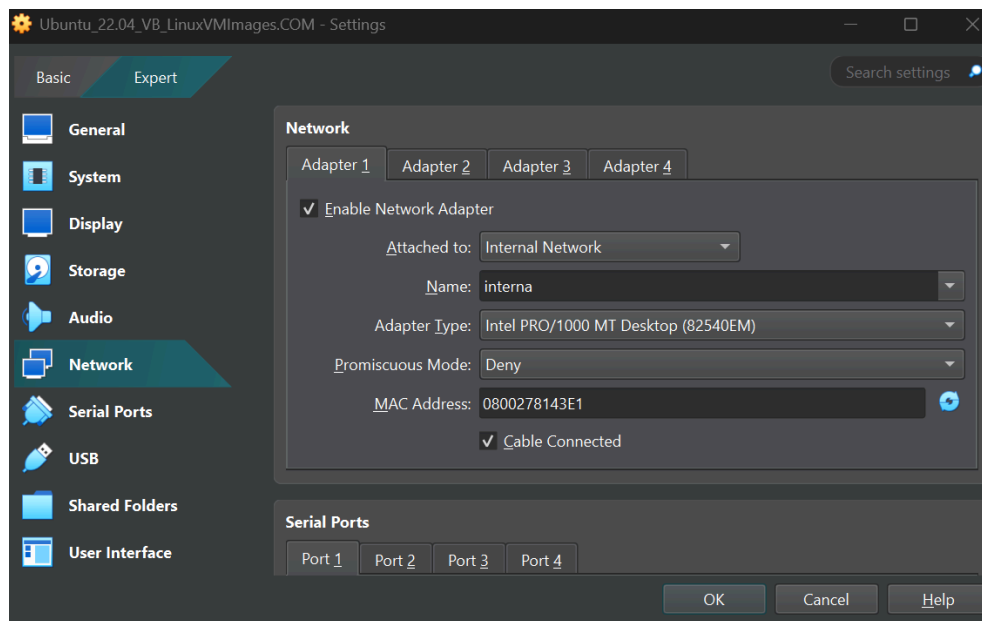 Ubuntu_22.04_VB_LinuxVMImages.COM - Settings
Basic Expert
Search settings
General
System
Display
Storage
Audio
Network
Serial Ports
USB
Shared Folders
User Interface
Network
Adapter 1 Adapter 2 Adapter 3 Adapter 4
Enable Network Adapter
Attached to: Internal Network
Name: interna
Adapter Type: Intel PRO/1000 MT Desktop (82540EM)
Promiscuous Mode: Deny
MAC Address: 0800278143E1
Cable Connected
Serial Ports
Port 1 Port 2 Port 3 Port 4
OK Cancel Help